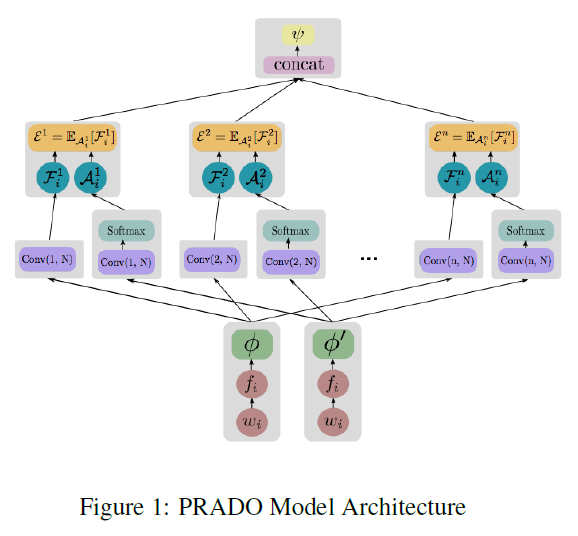 ψ
concat
ℰ¹ = 𝔼_{𝒜ᵢ¹}[ℱᵢ¹] ℰ² = 𝔼_{𝒜ᵢ²}[ℱᵢ²] ℰⁿ = 𝔼_{𝒜ᵢⁿ}[ℱᵢⁿ]
ℱᵢ¹ 𝒜ᵢ¹ ℱᵢ² 𝒜ᵢ² ℱᵢⁿ 𝒜ᵢⁿ
Softmax Softmax Softmax
Conv(1, N) Conv(1, N) Conv(2, N) Conv(2, N) ... Conv(n, N) Conv(n, N)
ϕ ϕ′
fᵢ fᵢ
wᵢ wᵢ
Figure 1: PRADO Model Architecture